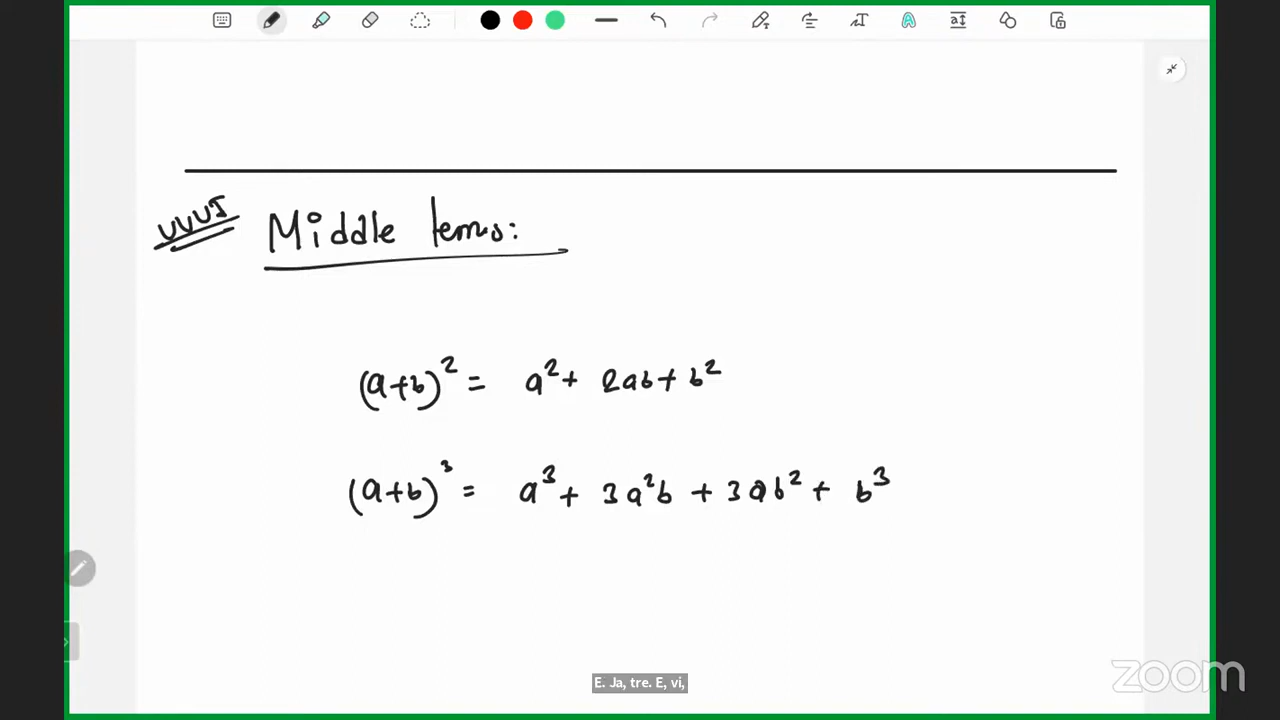 VVVI Middle terms:
(a+b)² = a² + 2ab + b²
(a+b)³ = a³ + 3a²b + 3ab² + b³
E. Ja, tre. E, vi,
zoom